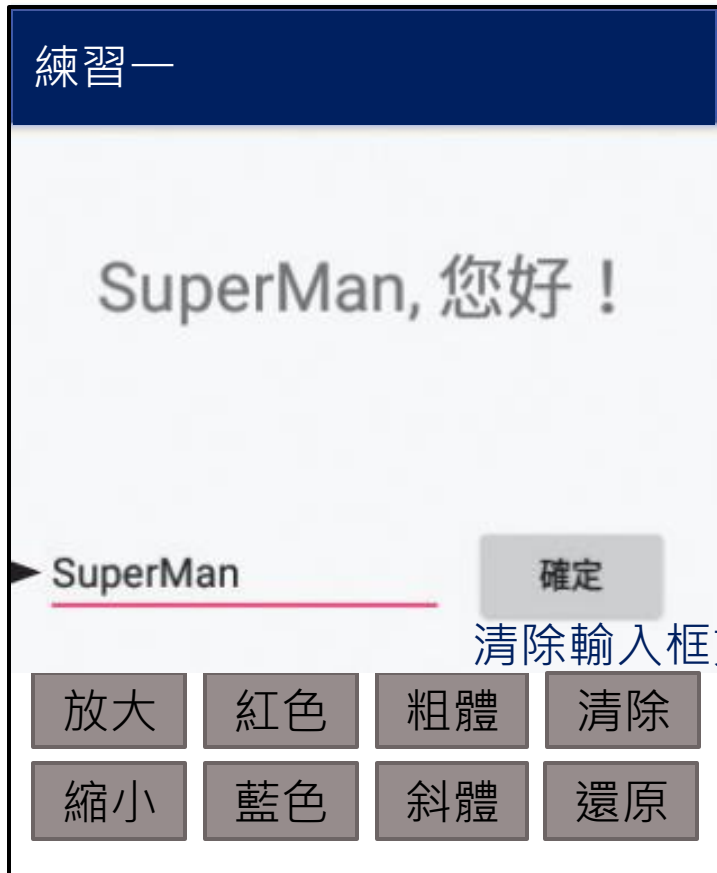 練習一
SuperMan, 您好！
SuperMan 確定
清除輸入框
放大 紅色 粗體 清除
縮小 藍色 斜體 還原